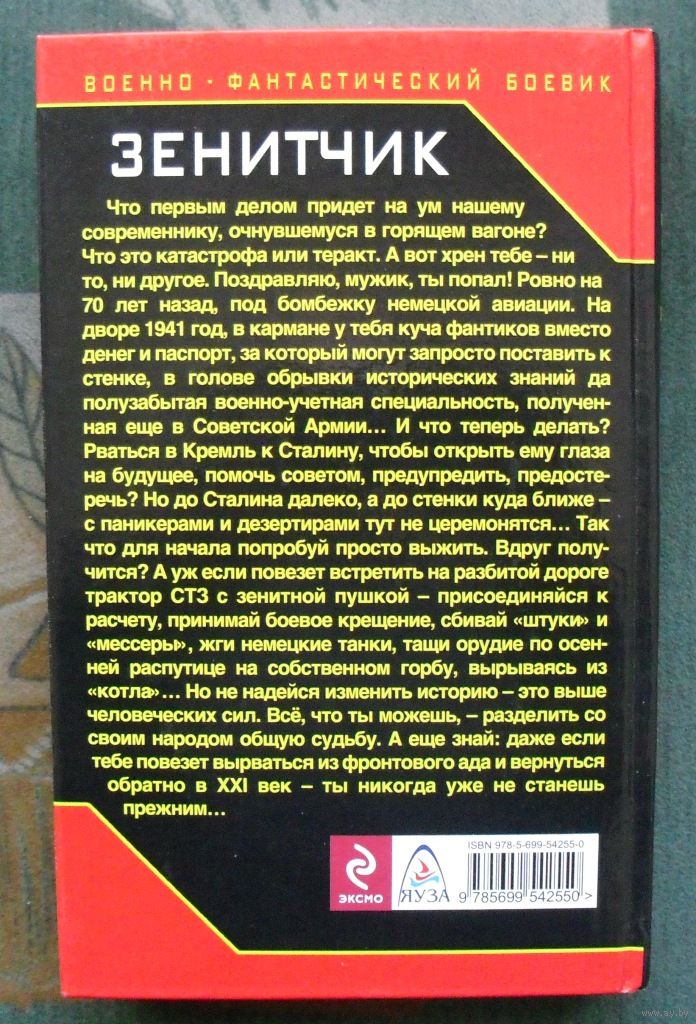 ВОЕННО · ФАНТАСТИЧЕСКИЙ БОЕВИК
ЗЕНИТЧИК
Что первым делом придет на ум нашему
современнику, очнувшемуся в горящем вагоне?
Что это катастрофа или теракт. А вот хрен тебе – ни
то, ни другое. Поздравляю, мужик, ты попал! Ровно на
70 лет назад, под бомбежку немецкой авиации. На
дворе 1941 год, в кармане у тебя куча фантиков вместо
денег и паспорт, за который могут запросто поставить к
стенке, в голове обрывки исторических знаний да
полузабытая военно-учетная специальность, получен-
ная еще в Советской Армии... И что теперь делать?
Рваться в Кремль к Сталину, чтобы открыть ему глаза
на будущее, помочь советом, предупредить, предосте-
речь? Но до Сталина далеко, а до стенки куда ближе –
с паникерами и дезертирами тут не церемонятся... Так
что для начала попробуй просто выжить. Вдруг полу-
чится? А уж если повезет встретить на разбитой дороге
трактор СТЗ с зенитной пушкой – присоединяйся к
расчету, принимай боевое крещение, сбивай «штуки» и
«мессеры», жги немецкие танки, тащи орудие по осен-
ней распутице на собственном горбу, вырываясь из
«котла»... Но не надейся изменить историю – это выше
человеческих сил. Всё, что ты можешь, – разделить со
своим народом общую судьбу. А еще знай: даже если
тебе повезет вырваться из фронтового ада и вернуться
обратно в XXI век – ты никогда уже не станешь
прежним...
ISBN 978-5-699-54255-0
ЭКСМО
ЯУЗА
9 785699 542550 >
www.ay.by